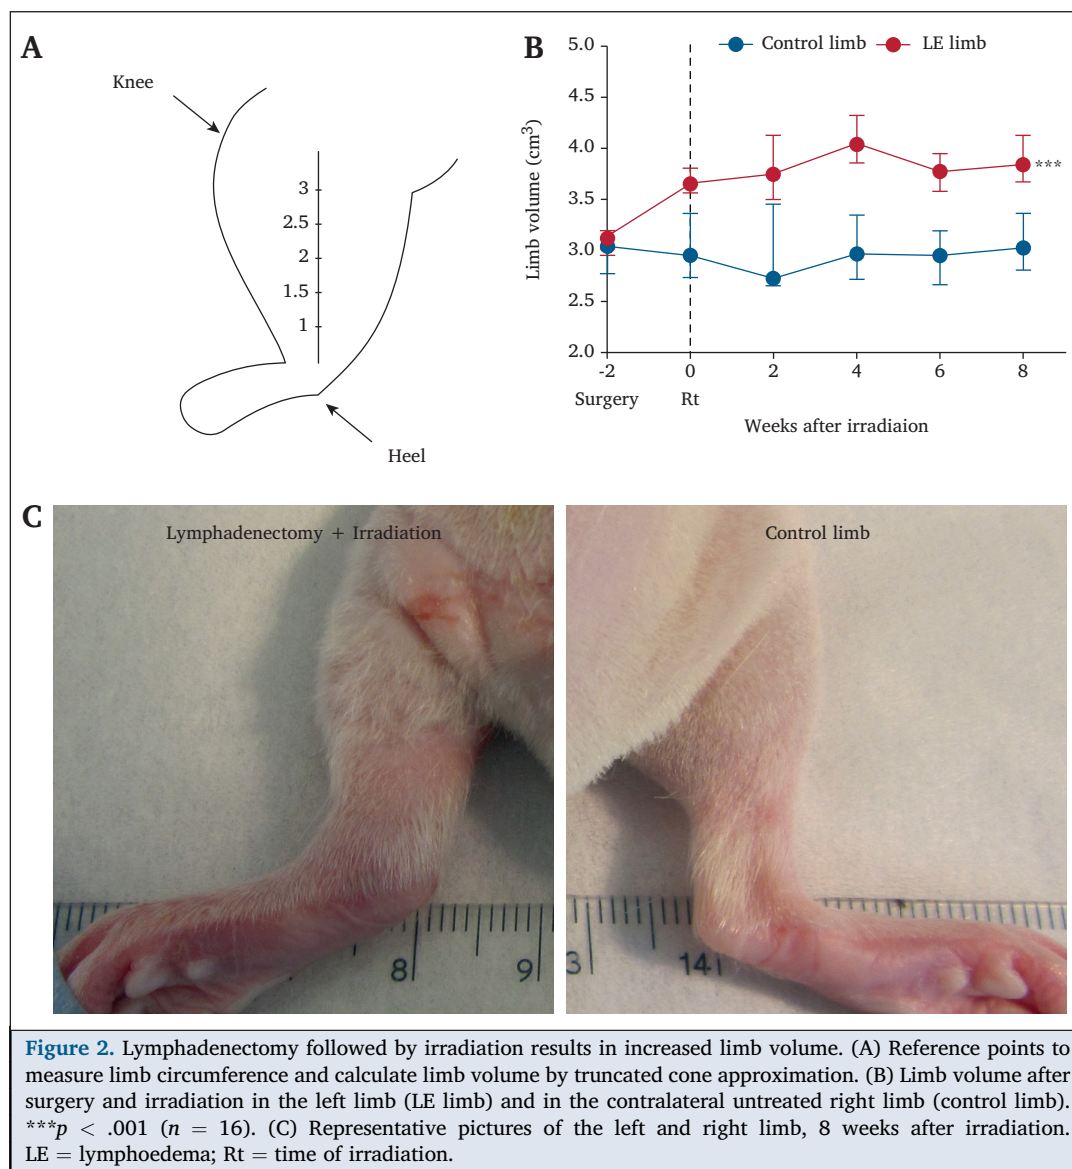 A
Knee
3
2.5
2
1.5
1
Heel
B
Control limb
LE limb
Limb volume (cm³)
5.0
4.5
4.0
3.5
3.0
2.5
2.0
***
-2
0
2
4
6
8
Surgery
Rt
Weeks after irradiaion
C
Lymphadenectomy + Irradiation
8
9
Control limb
3
14
Figure 2. Lymphadenectomy followed by irradiation results in increased limb volume. (A) Reference points to
measure limb circumference and calculate limb volume by truncated cone approximation. (B) Limb volume after
surgery and irradiation in the left limb (LE limb) and in the contralateral untreated right limb (control limb).
***p < .001 (n = 16). (C) Representative pictures of the left and right limb, 8 weeks after irradiation.
LE = lymphoedema; Rt = time of irradiation.